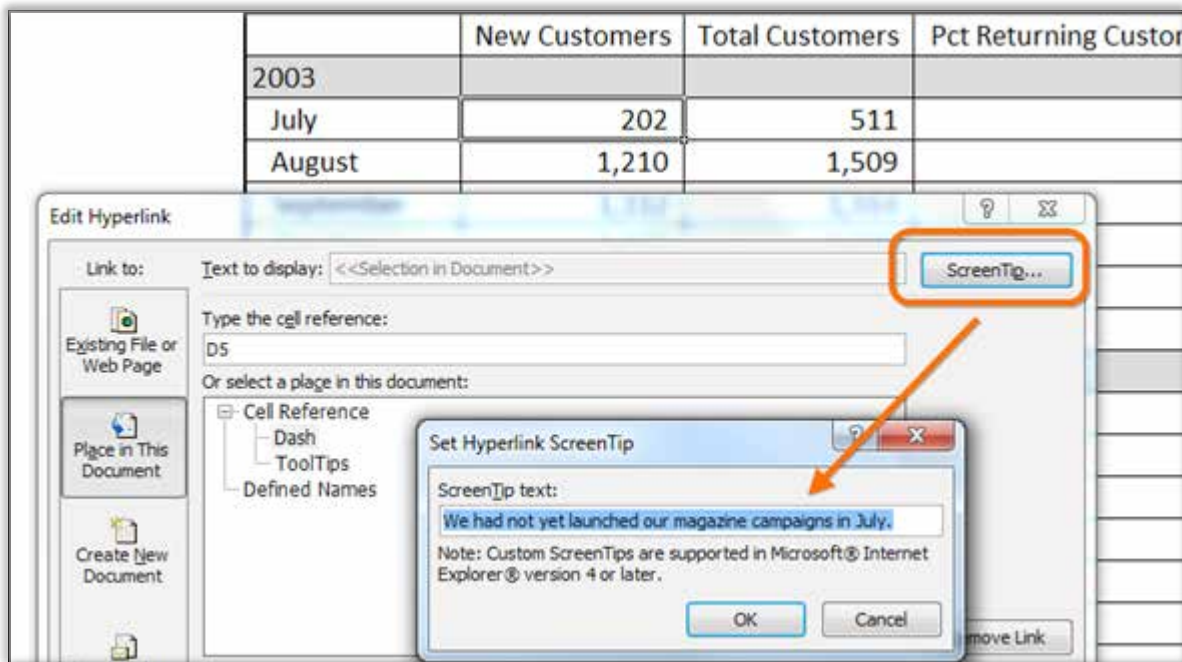 New Customers Total Customers Pct Returning Custor
2003
July 202 511
August 1,210 1,509
Edit Hyperlink
Link to:
Text to display: <<Selection in Document>>
ScreenTip...
Existing File or
Web Page
Type the cell reference:
D5
Or select a place in this document:
Place in This
Document
Cell Reference
Dash
ToolTips
Defined Names
Create New
Document
Set Hyperlink ScreenTip
ScreenTip text:
We had not yet launched our magazine campaigns in July.
Note: Custom ScreenTips are supported in Microsoft® Internet
Explorer® version 4 or later.
OK Cancel
move Link